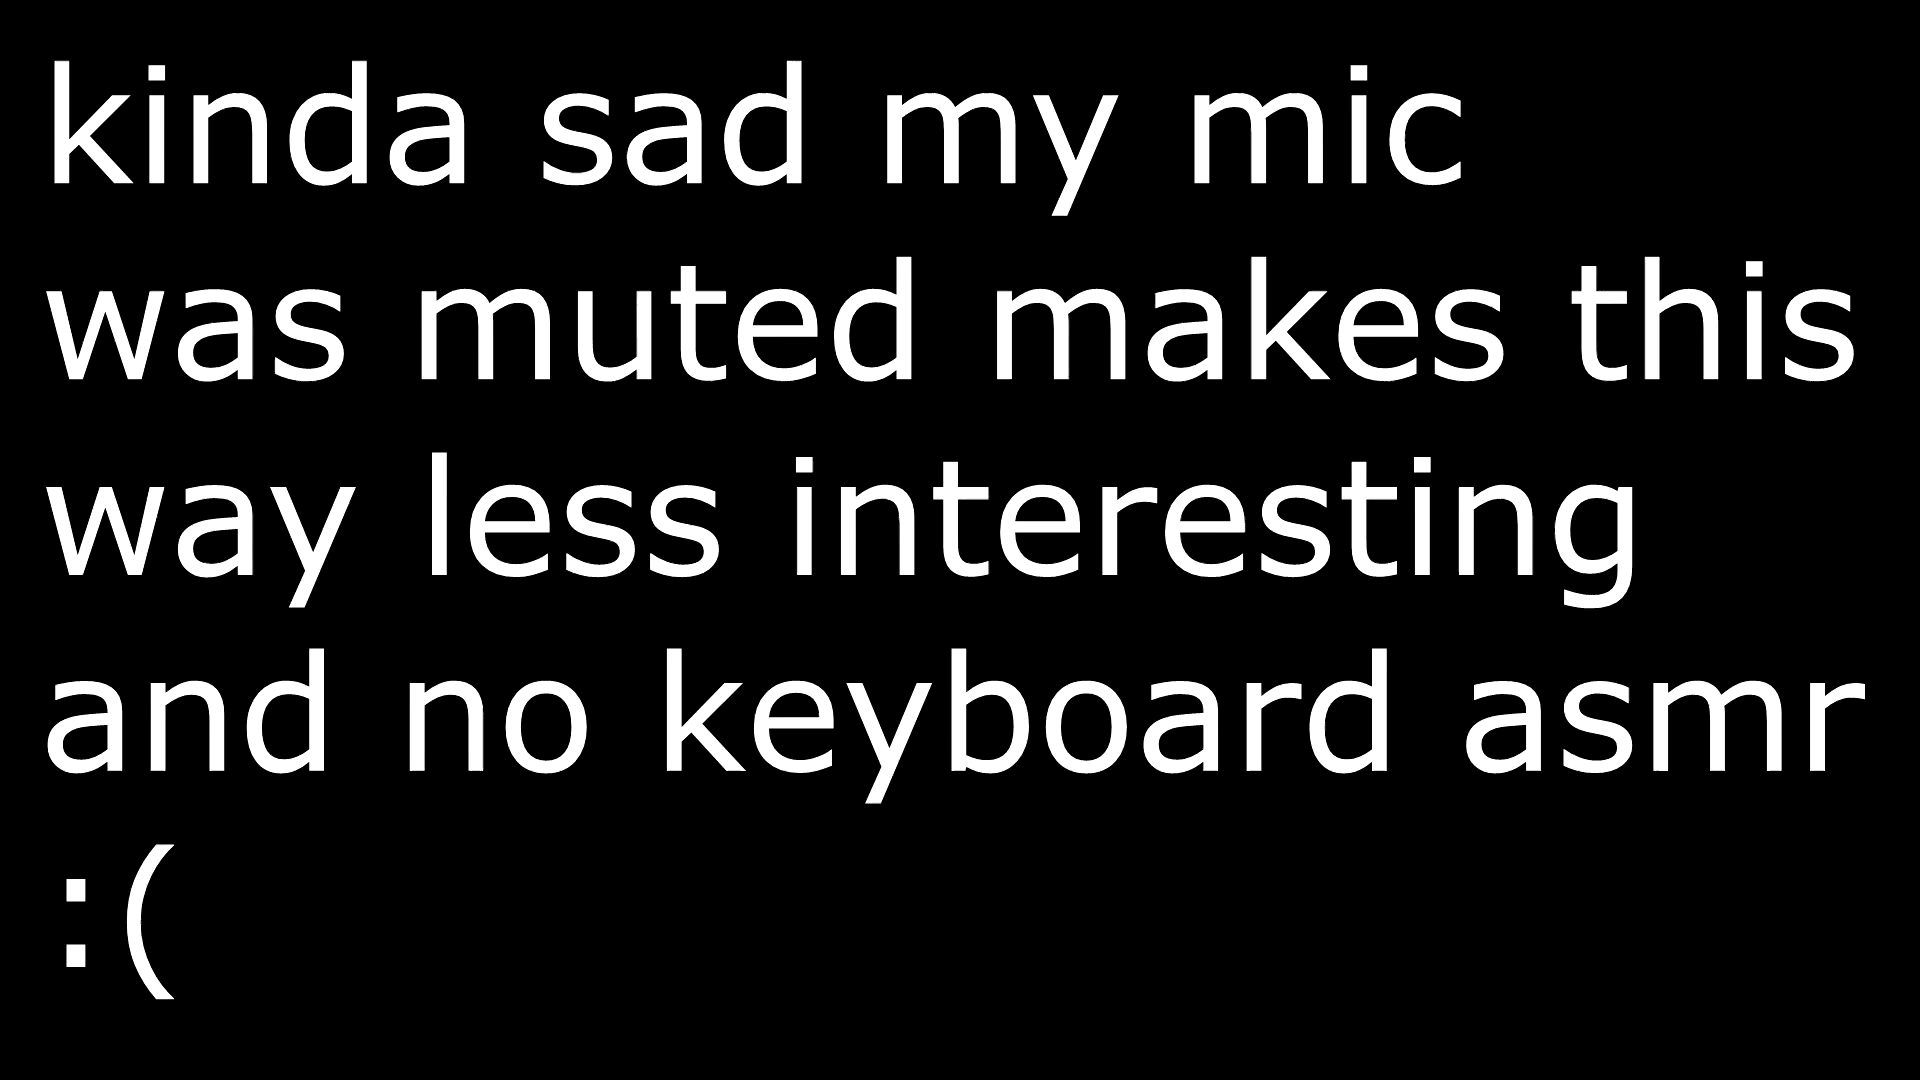 kinda sad my mic
was muted makes this
way less interesting
and no keyboard asmr
:(